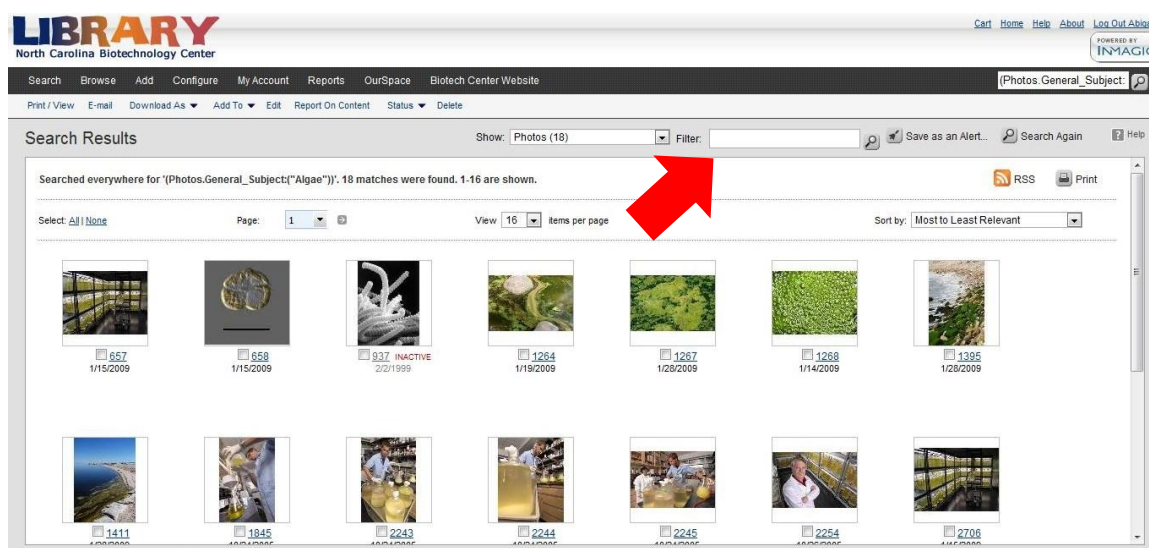 LIBRARY
North Carolina Biotechnology Center
Cart Home Help About Log Out
POWERED BY
INMAGIC
Search Browse Add Configure My Account Reports OurSpace Biotech Center Website (Photos.General_Subject:
Print / View E-mail Download As Add To Edit Report On Content Status Delete
Search Results Show: Photos (18) Filter: Save as an Alert... Search Again ? Help
Searched everywhere for '(Photos.General_Subject:("Algae"))'. 18 matches were found. 1-16 are shown. RSS Print
Select: All | None Page: 1 View 16 items per page Sort by: Most to Least Relevant
657 658 937 INACTIVE 1264 1267 1268 1395
1/15/2009 1/15/2009 2/2/1999 1/19/2009 1/28/2009 1/14/2009 1/28/2009
1411 1845 2243 2244 2245 2254 2706